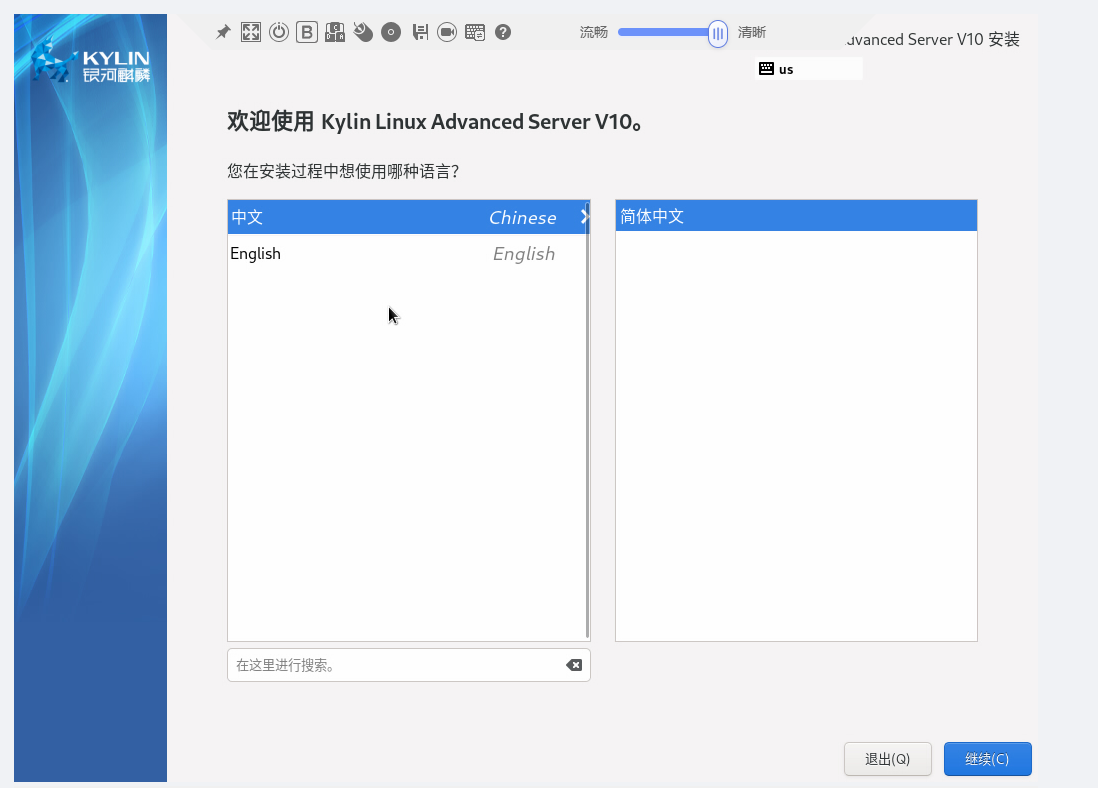 流畅 清晰
dvanced Server V10 安装
KYLIN
银河麒麟
us
欢迎使用 Kylin Linux Advanced Server V10。
您在安装过程中想使用哪种语言?
中文 Chinese
简体中文
English English
在这里进行搜索。
退出(Q) 继续(C)